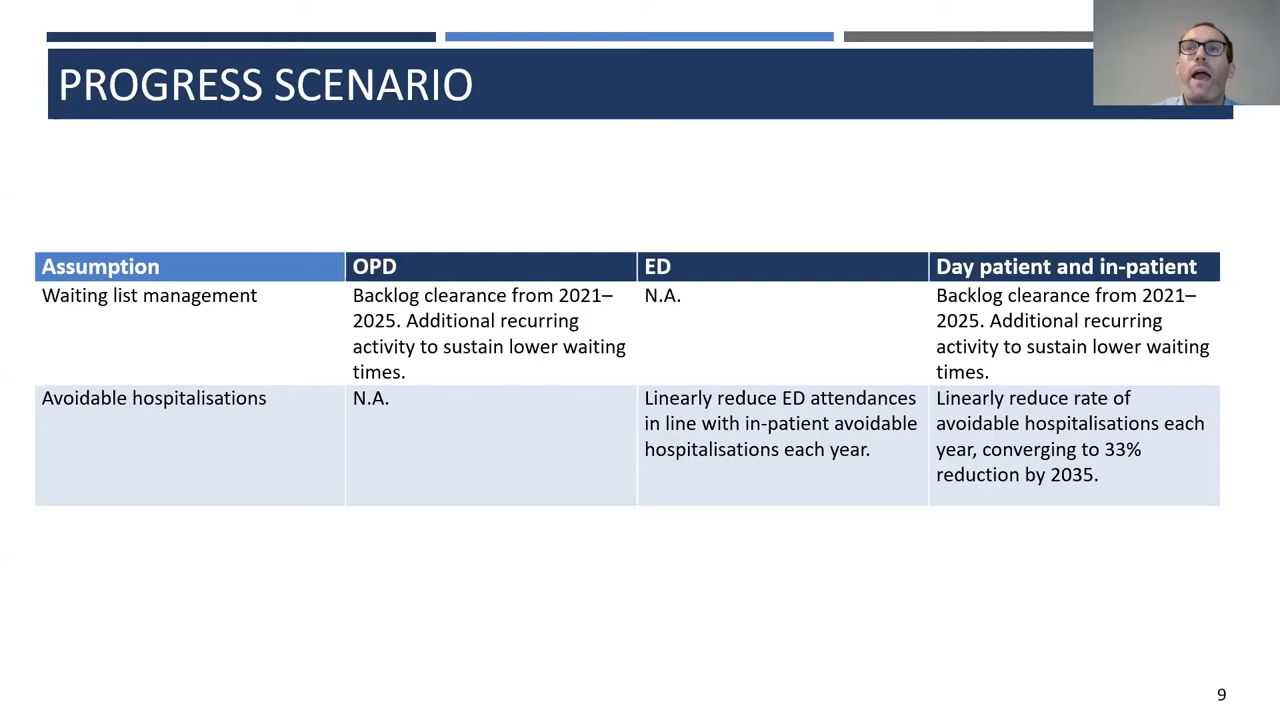 PROGRESS SCENARIO
Assumption
OPD
ED
Day patient and in-patient
Waiting list management
Backlog clearance from 2021–
2025. Additional recurring
activity to sustain lower waiting
times.
N.A.
Backlog clearance from 2021–
2025. Additional recurring
activity to sustain lower waiting
times.
Avoidable hospitalisations
N.A.
Linearly reduce ED attendances
in line with in-patient avoidable
hospitalisations each year.
Linearly reduce rate of
avoidable hospitalisations each
year, converging to 33%
reduction by 2035.
9